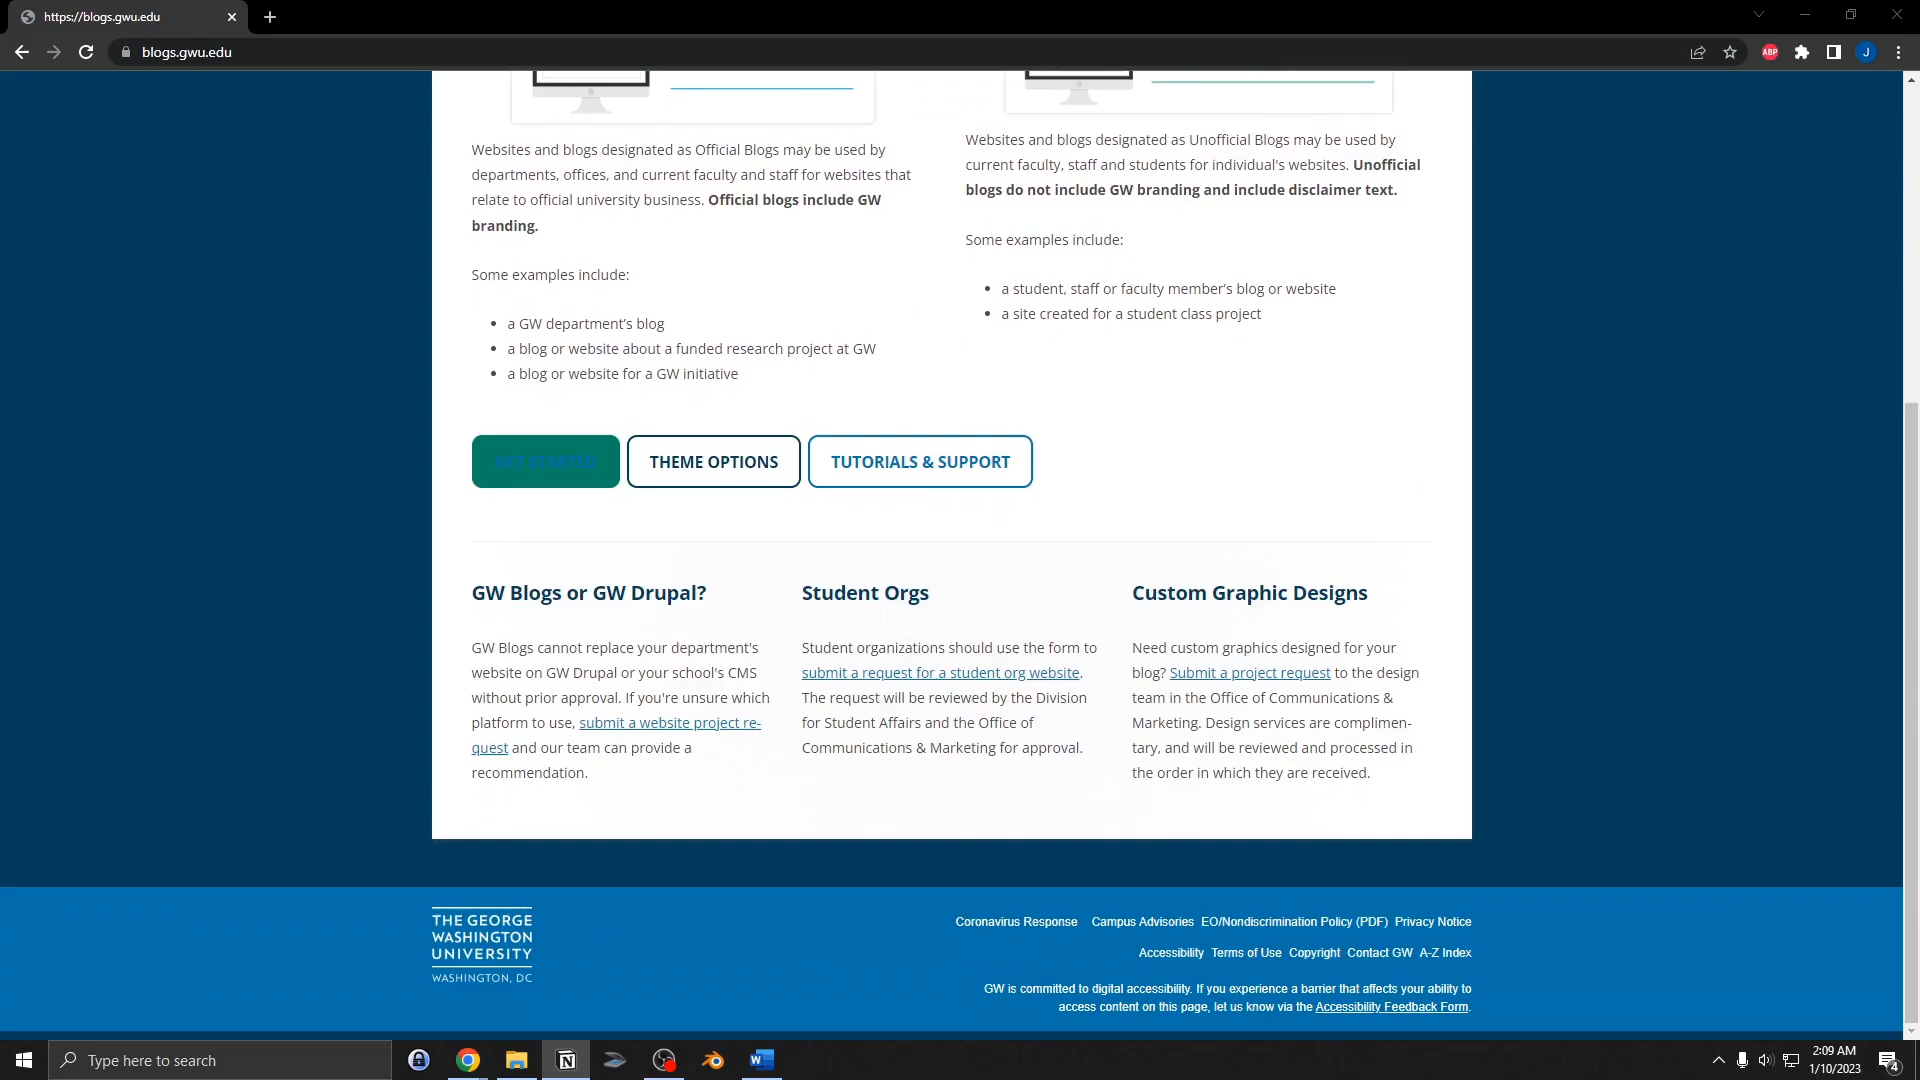 https://blogs.gwu.edu
blogs.gwu.edu
ABP
J
Websites and blogs designated as Official Blogs may be used by
departments, offices, and current faculty and staff for websites that
relate to official university business. Official blogs include GW
branding.
Some examples include:
a GW department's blog
a blog or website about a funded research project at GW
a blog or website for a GW initiative
Websites and blogs designated as Unofficial Blogs may be used by
current faculty, staff and students for individual's websites. Unofficial
blogs do not include GW branding and include disclaimer text.
Some examples include:
a student, staff or faculty member's blog or website
a site created for a student class project
GET STARTED
THEME OPTIONS
TUTORIALS & SUPPORT
GW Blogs or GW Drupal?
GW Blogs cannot replace your department's
website on GW Drupal or your school's CMS
without prior approval. If you're unsure which
platform to use, submit a website project re-
quest and our team can provide a
recommendation.
Student Orgs
Student organizations should use the form to
submit a request for a student org website.
The request will be reviewed by the Division
for Student Affairs and the Office of
Communications & Marketing for approval.
Custom Graphic Designs
Need custom graphics designed for your
blog? Submit a project request to the design
team in the Office of Communications &
Marketing. Design services are complimen-
tary, and will be reviewed and processed in
the order in which they are received.
THE GEORGE
WASHINGTON
UNIVERSITY
WASHINGTON, DC
Coronavirus Response Campus Advisories EO/Nondiscrimination Policy (PDF) Privacy Notice
Accessibility Terms of Use Copyright Contact GW A-Z Index
GW is committed to digital accessibility. If you experience a barrier that affects your ability to
access content on this page, let us know via the Accessibility Feedback Form.
Type here to search
2:09 AM
1/10/2023
4